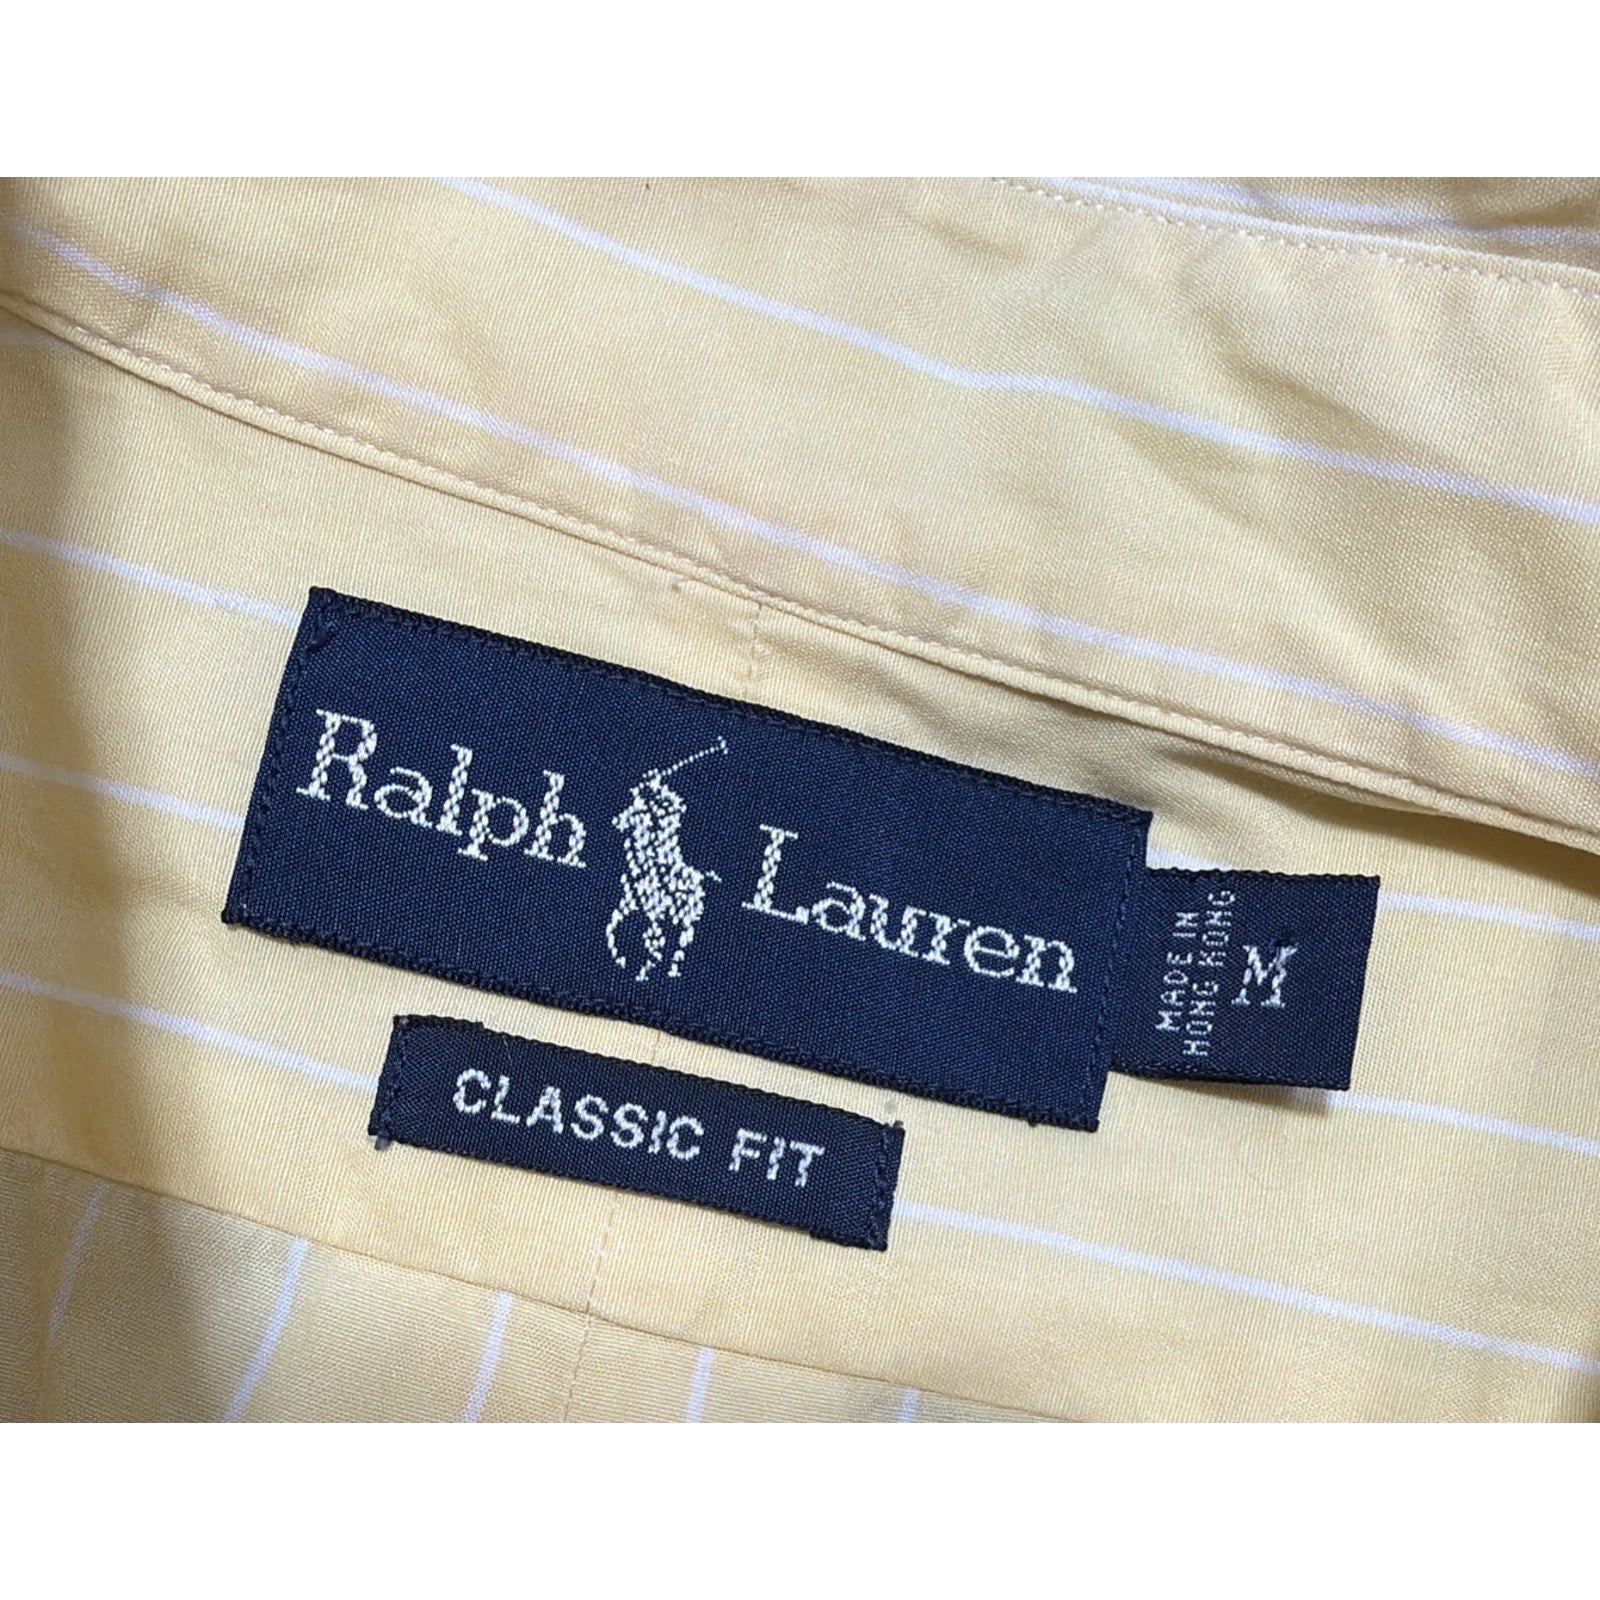 Ralph Lauren
MADE IN
HONG KONG
M
CLASSIC FIT